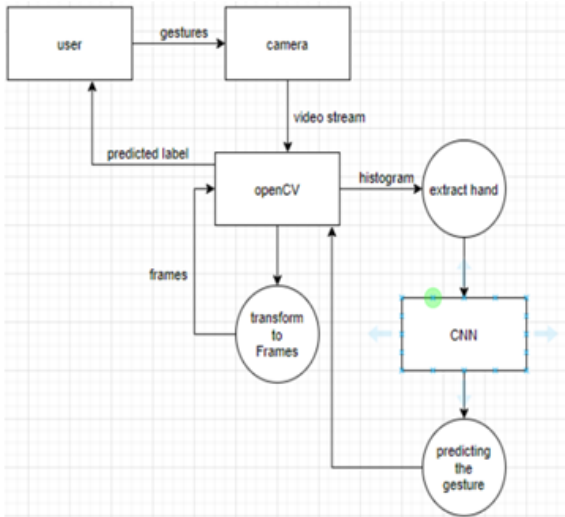 gestures
user
camera
video stream
predicted label
histogram
openCV
extract hand
frames
transform
to
Frames
CNN
predicting
the
gesture